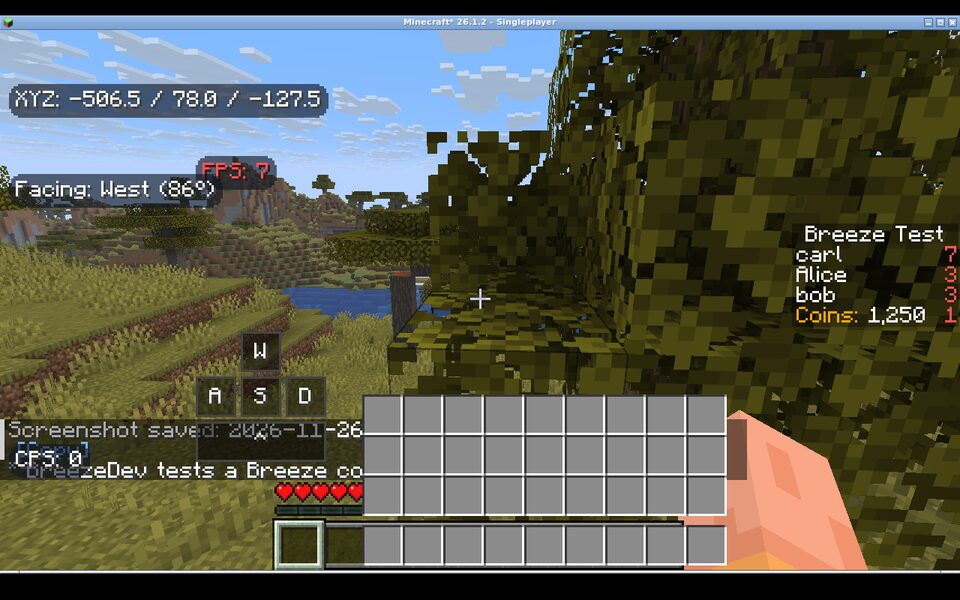 Minecraft* 26.1.2 - Singleplayer
XYZ: -506.5 / 78.0 / -127.5
FPS: 7
Facing: West (86°)
Breeze Test
carl 7
Alice 3
bob 3
Coins: 1,250 1
W
A S D
Screenshot saved: 2026-11-26
CPS: 0
BreezeDev tests a Breeze co